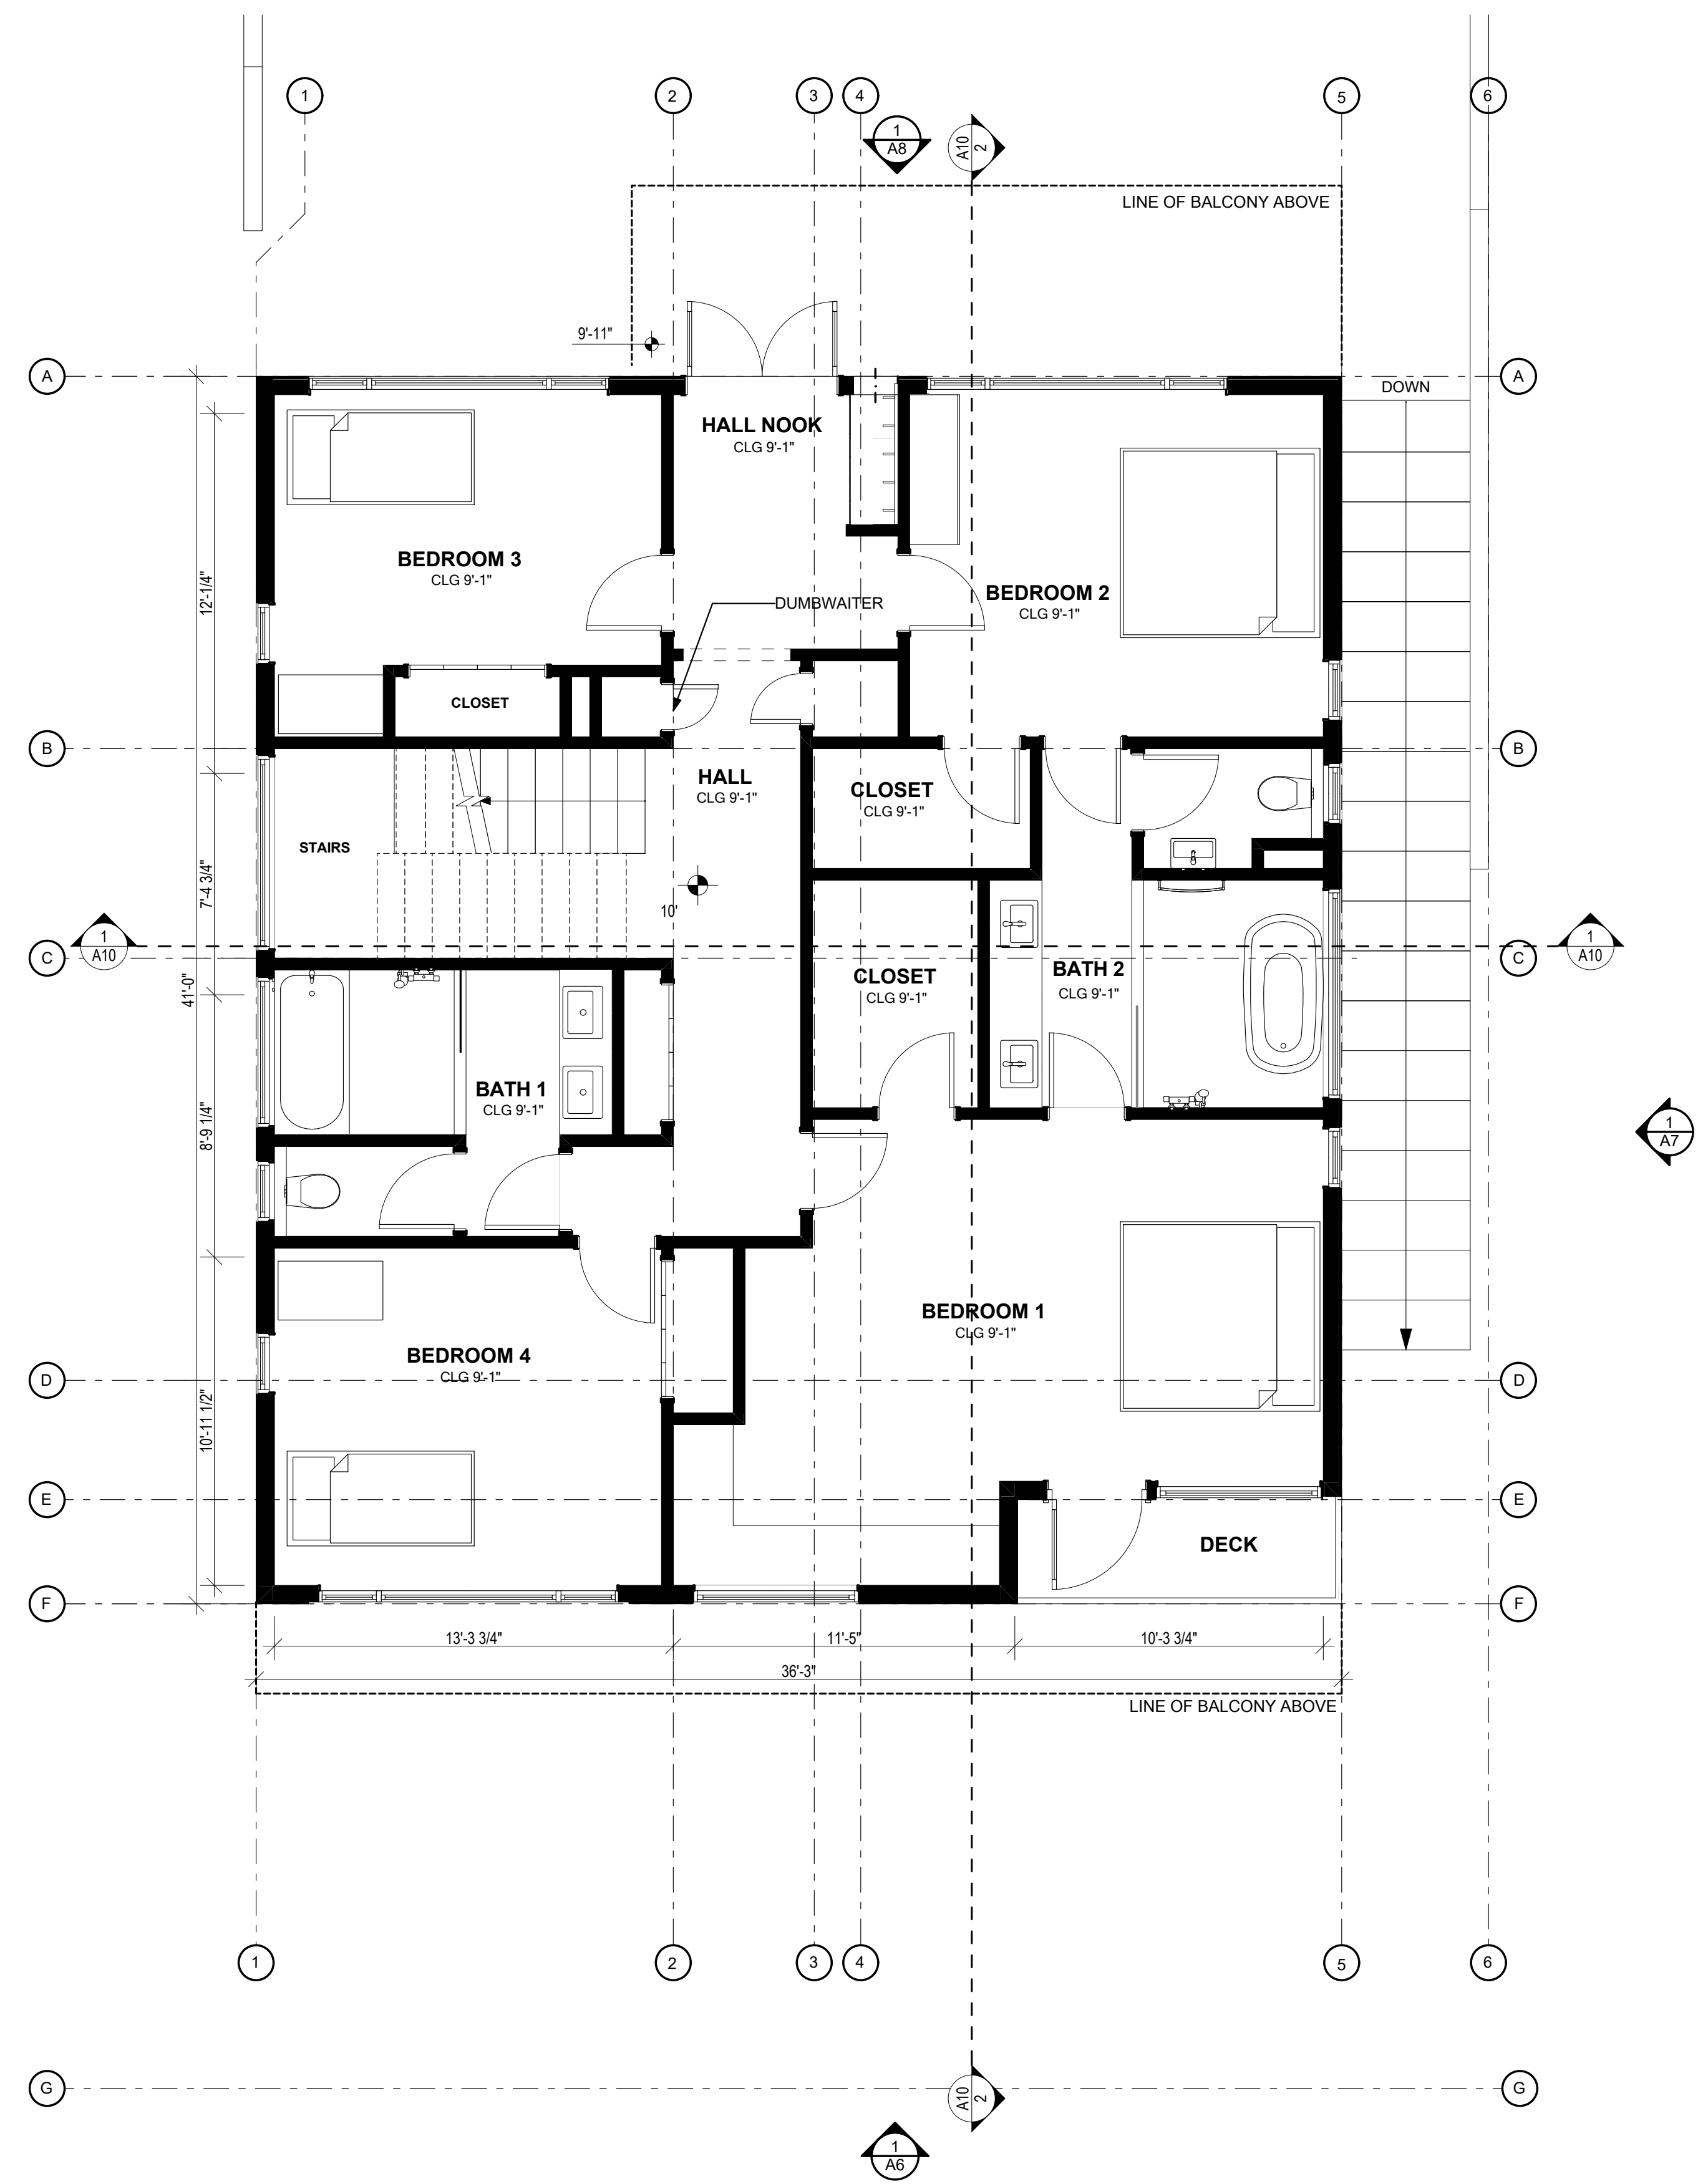 1
2
3
4
5
6
1
A8
A10
2
LINE OF BALCONY ABOVE
9'-11"
A
A
DOWN
HALL NOOK
CLG 9'-1"
BEDROOM 3
CLG 9'-1"
BEDROOM 2
CLG 9'-1"
DUMBWAITER
12'-1/4"
CLOSET
B
B
HALL
CLG 9'-1"
CLOSET
CLG 9'-1"
STAIRS
7'-4 3/4"
10'
1
A10
1
A10
C
C
41'-0"
CLOSET
CLG 9'-1"
BATH 2
CLG 9'-1"
BATH 1
CLG 9'-1"
8'-9 1/4"
1
A7
BEDROOM 1
CLG 9'-1"
BEDROOM 4
CLG 9'-1"
D
D
10'-11 1/2"
E
E
DECK
F
F
13'-3 3/4"
11'-5"
10'-3 3/4"
36'-3"
LINE OF BALCONY ABOVE
1
2
3
4
5
6
G
G
A10
2
1
A6